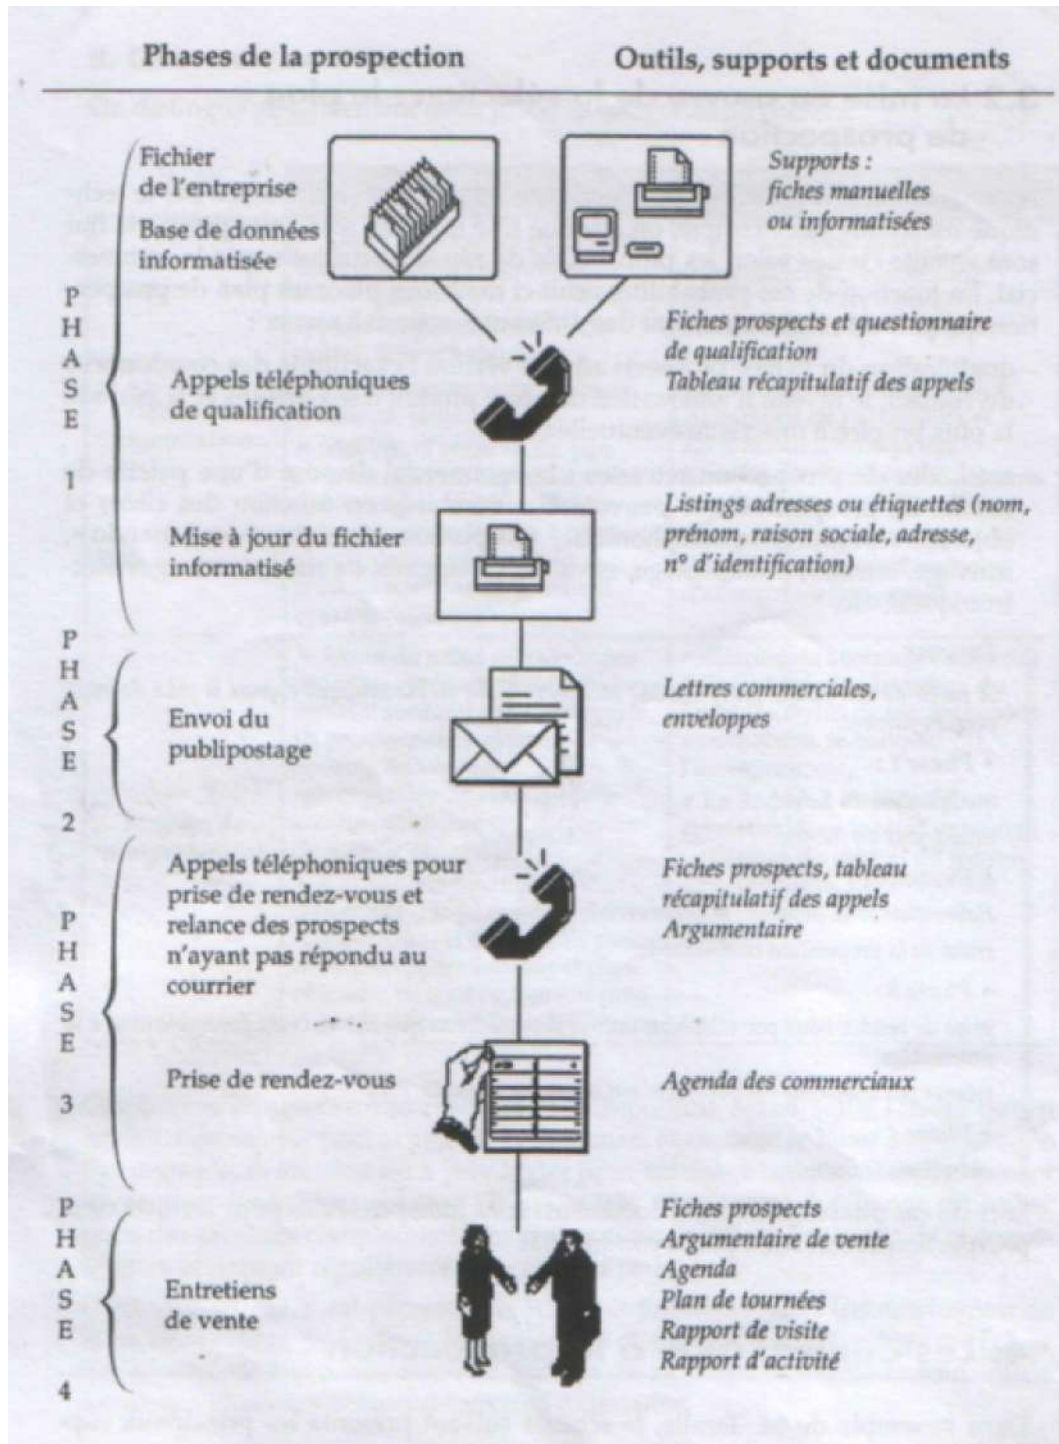 Phases de la prospection
Outils, supports et documents
Fichier
de l'entreprise
Base de données
informatisée
Supports :
fiches manuelles
ou informatisées
PHASE 1
Appels téléphoniques
de qualification
Fiches prospects et questionnaire
de qualification
Tableau récapitulatif des appels
Mise à jour du fichier
informatisé
Listings adresses ou étiquettes (nom,
prénom, raison sociale, adresse,
n° d'identification)
PHASE 2
Envoi du
publipostage
Lettres commerciales,
enveloppes
PHASE 3
Appels téléphoniques pour
prise de rendez-vous et
relance des prospects
n'ayant pas répondu au
courrier
Fiches prospects, tableau
récapitulatif des appels
Argumentaire
Prise de rendez-vous
Agenda des commerciaux
PHASE 4
Entretiens
de vente
Fiches prospects
Argumentaire de vente
Agenda
Plan de tournées
Rapport de visite
Rapport d'activité